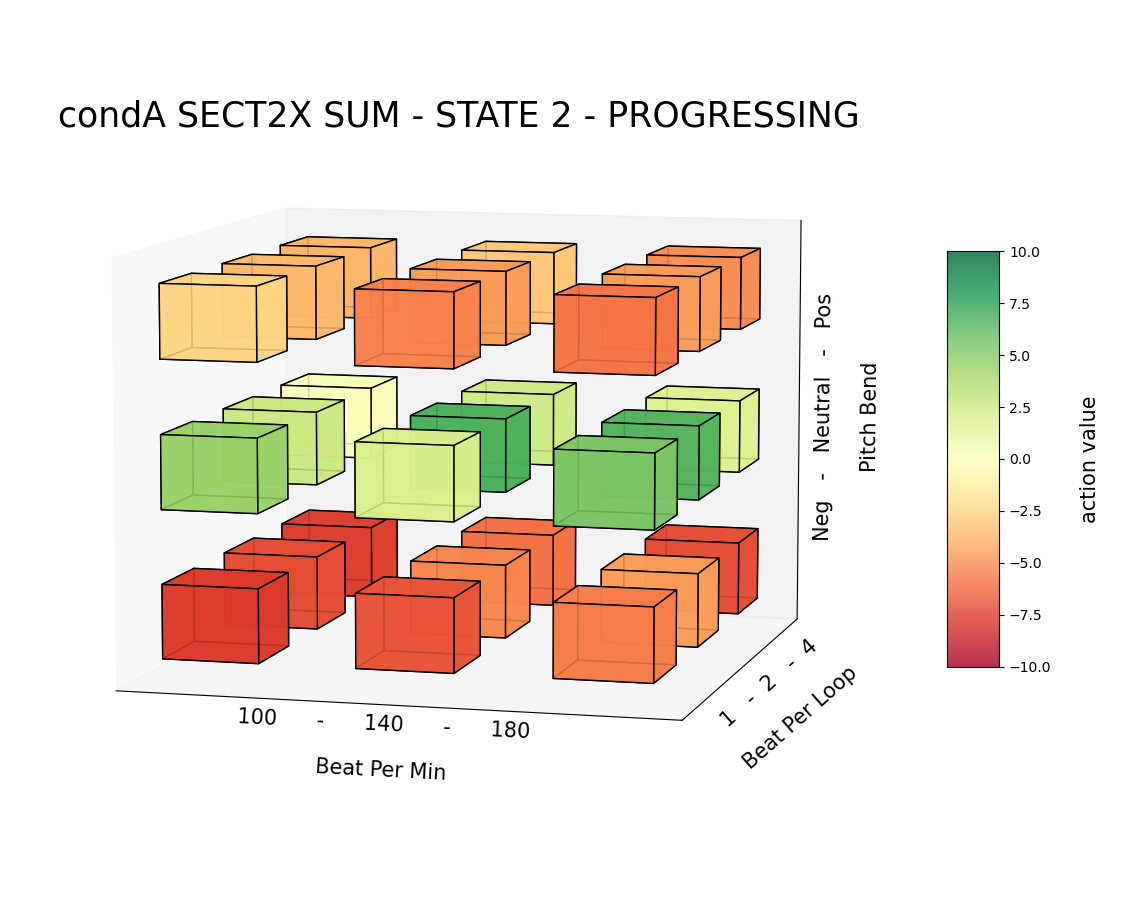 condA SECT2X SUM - STATE 2 - PROGRESSING
Neg - Neutral - Pos
Pitch Bend
100 - 140 - 180
Beat Per Min
1 - 2 - 4
Beat Per Loop
10.0
7.5
5.0
2.5
0.0
−2.5
−5.0
−7.5
−10.0
action value